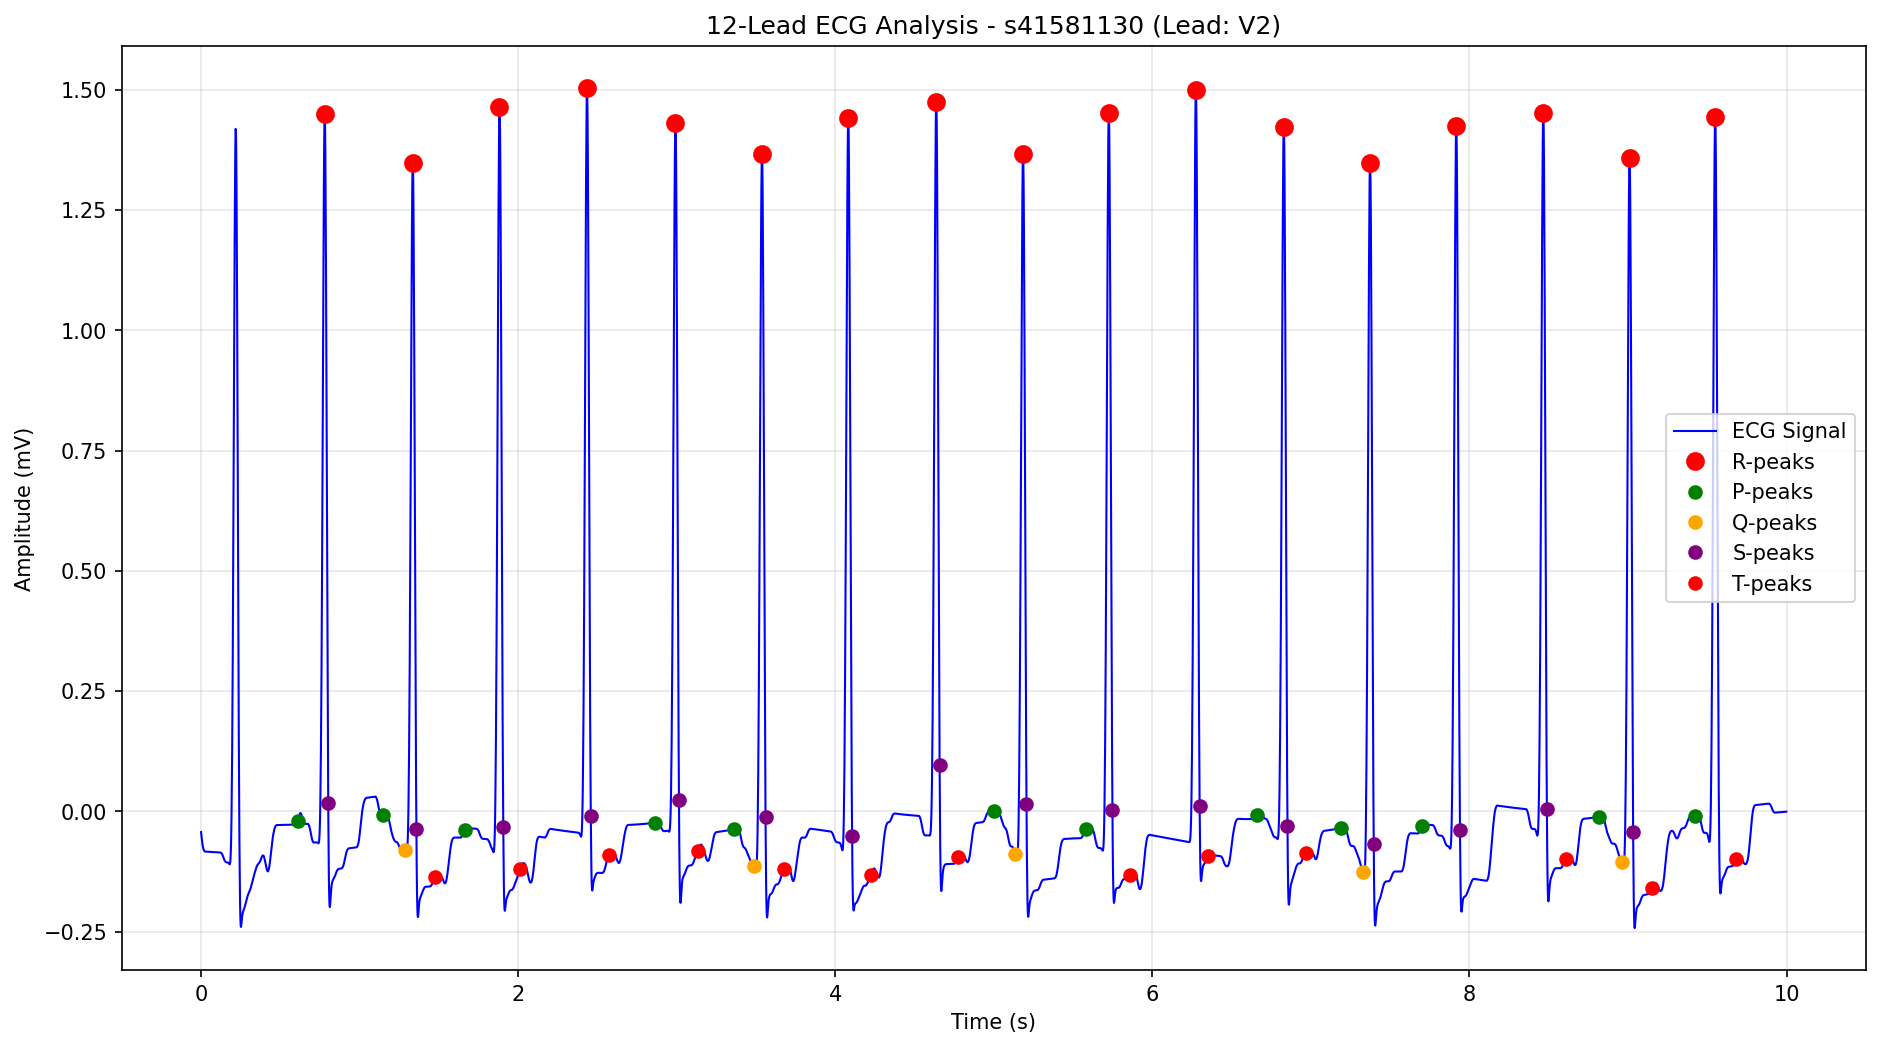 12-Lead ECG Analysis - s41581130 (Lead: V2)
Amplitude (mV)
1.50
1.25
1.00
0.75
0.50
0.25
0.00
−0.25
ECG Signal
R-peaks
P-peaks
Q-peaks
S-peaks
T-peaks
0 2 4 6 8 10
Time (s)